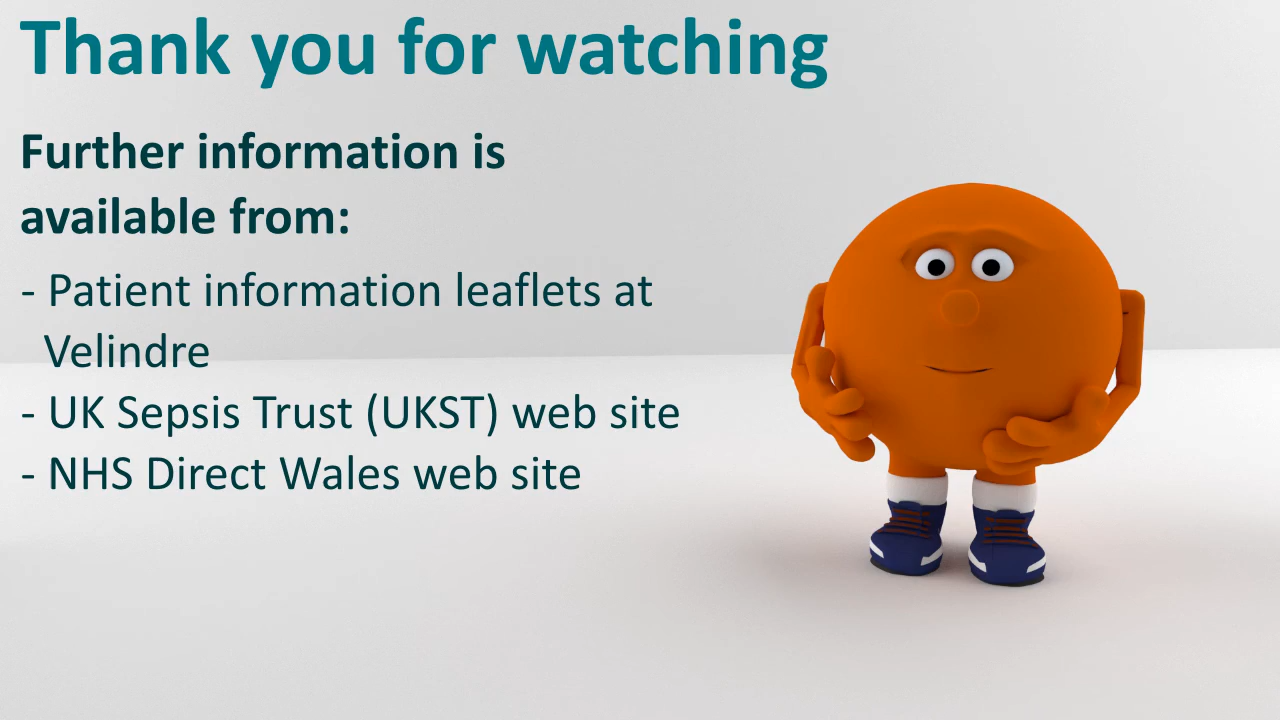 Thank you for watching
Further information is
available from:
- Patient information leaflets at
Velindre
- UK Sepsis Trust (UKST) web site
- NHS Direct Wales web site